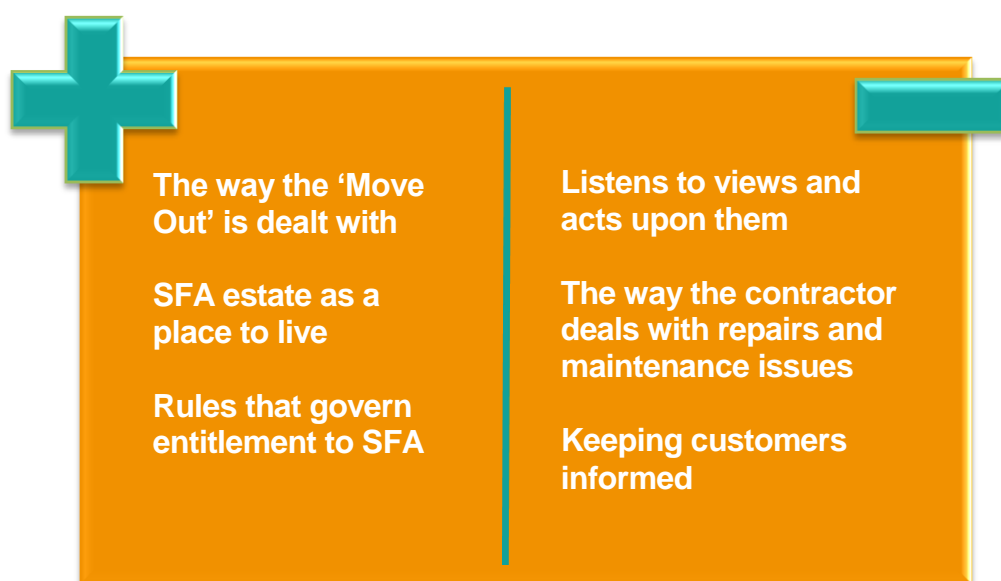 The way the ‘Move
Out’ is dealt with
SFA estate as a
place to live
Rules that govern
entitlement to SFA
Listens to views and
acts upon them
The way the contractor
deals with repairs and
maintenance issues
Keeping customers
informed